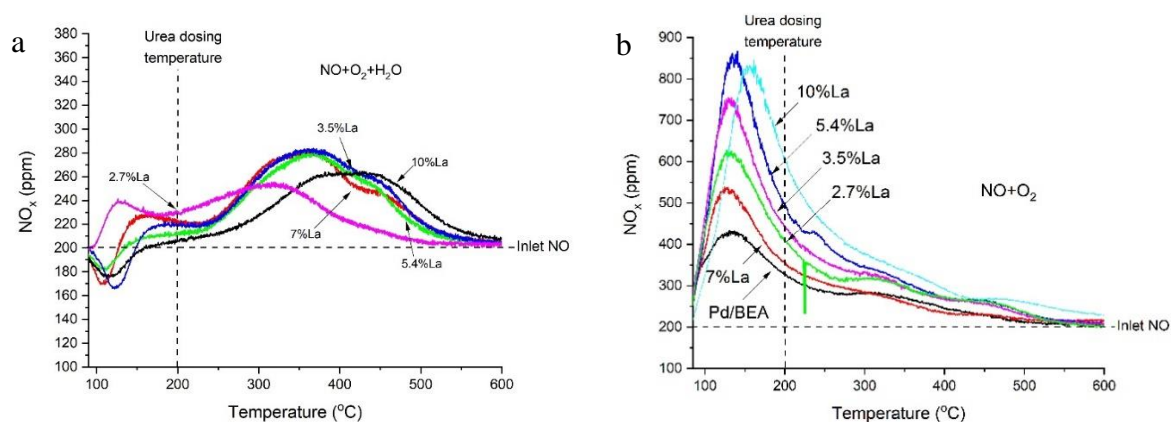 a
Urea dosing
temperature
NO+O₂+H₂O
380
360
340
320
300
280
260
240
220
200
180
160
140
120
100
NOₓ (ppm)
2.7%La
3.5%La
10%La
7%La
5.4%La
Inlet NO
100
200
300
400
500
600
Temperature (°C)
b
Urea dosing
temperature
900
800
700
600
500
400
300
200
100
NOₓ (ppm)
10%La
5.4%La
3.5%La
2.7%La
NO+O₂
7%La
Pd/BEA
Inlet NO
100
200
300
400
500
600
Temperature (°C)